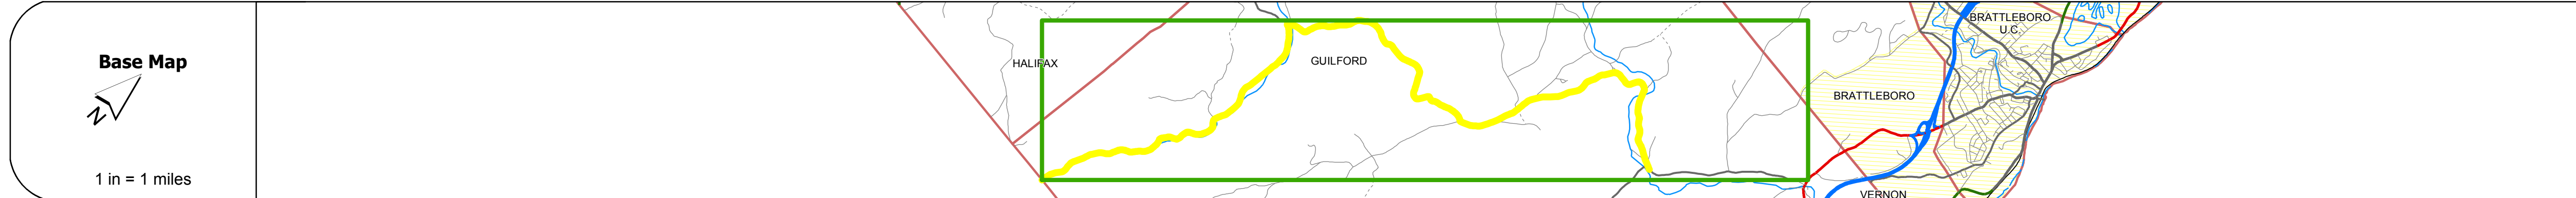 Base Map
N
1 in = 1 miles
HALIFAX
GUILFORD
BRATTLEBORO
U.C.
BRATTLEBORO
VERNON